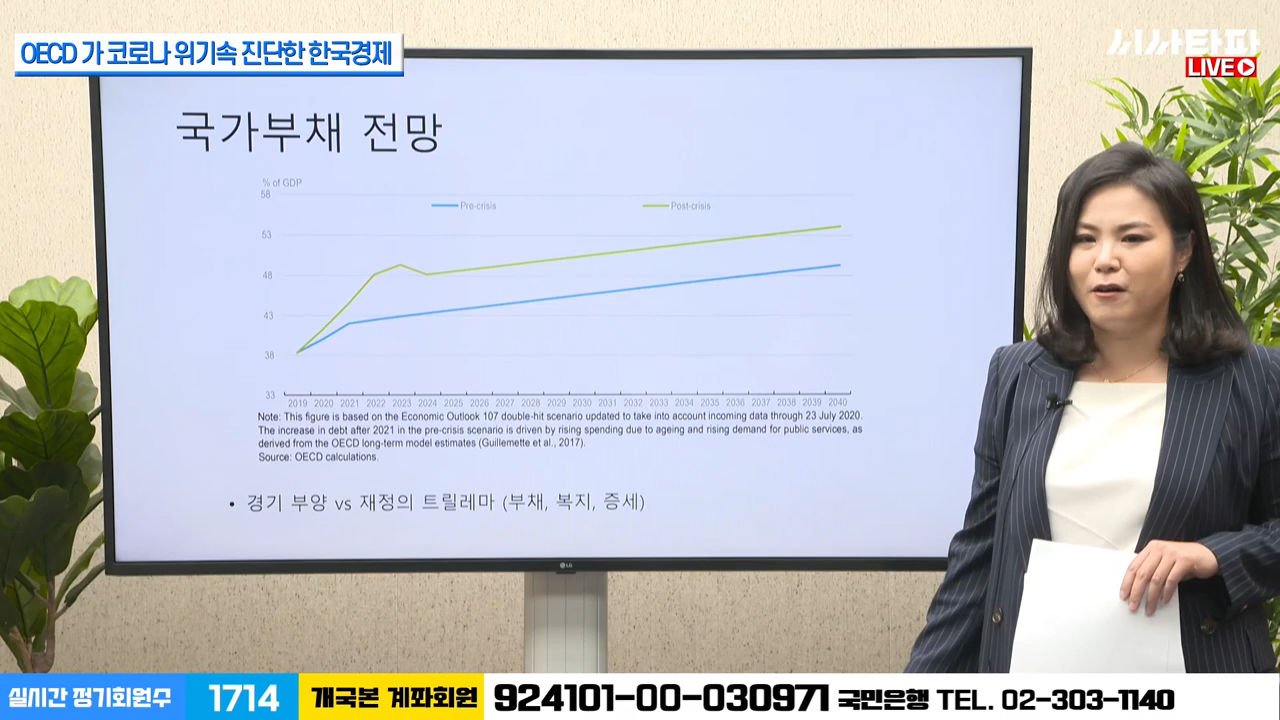 OECD 가 코로나 위기속 진단한 한국경제
시사타파
LIVE
국가부채 전망
% of GDP
58
Pre-crisis
Post-crisis
53
48
43
38
33
2019 2020 2021 2022 2023 2024 2025 2026 2027 2028 2029 2030 2031 2032 2033 2034 2035 2036 2037 2038 2039 2040
Note: This figure is based on the Economic Outlook 107 double-hit scenario updated to take into account incoming data through 23 July 2020.
The increase in debt after 2021 in the pre-crisis scenario is driven by rising spending due to ageing and rising demand for public services, as
derived from the OECD long-term model estimates (Guillemette et al., 2017).
Source: OECD calculations.
• 경기 부양 vs 재정의 트릴레마 (부채, 복지, 증세)
LG
실시간 정기회원수 1714 개국본 계좌회원 924101-00-030971 국민은행 TEL. 02-303-1140